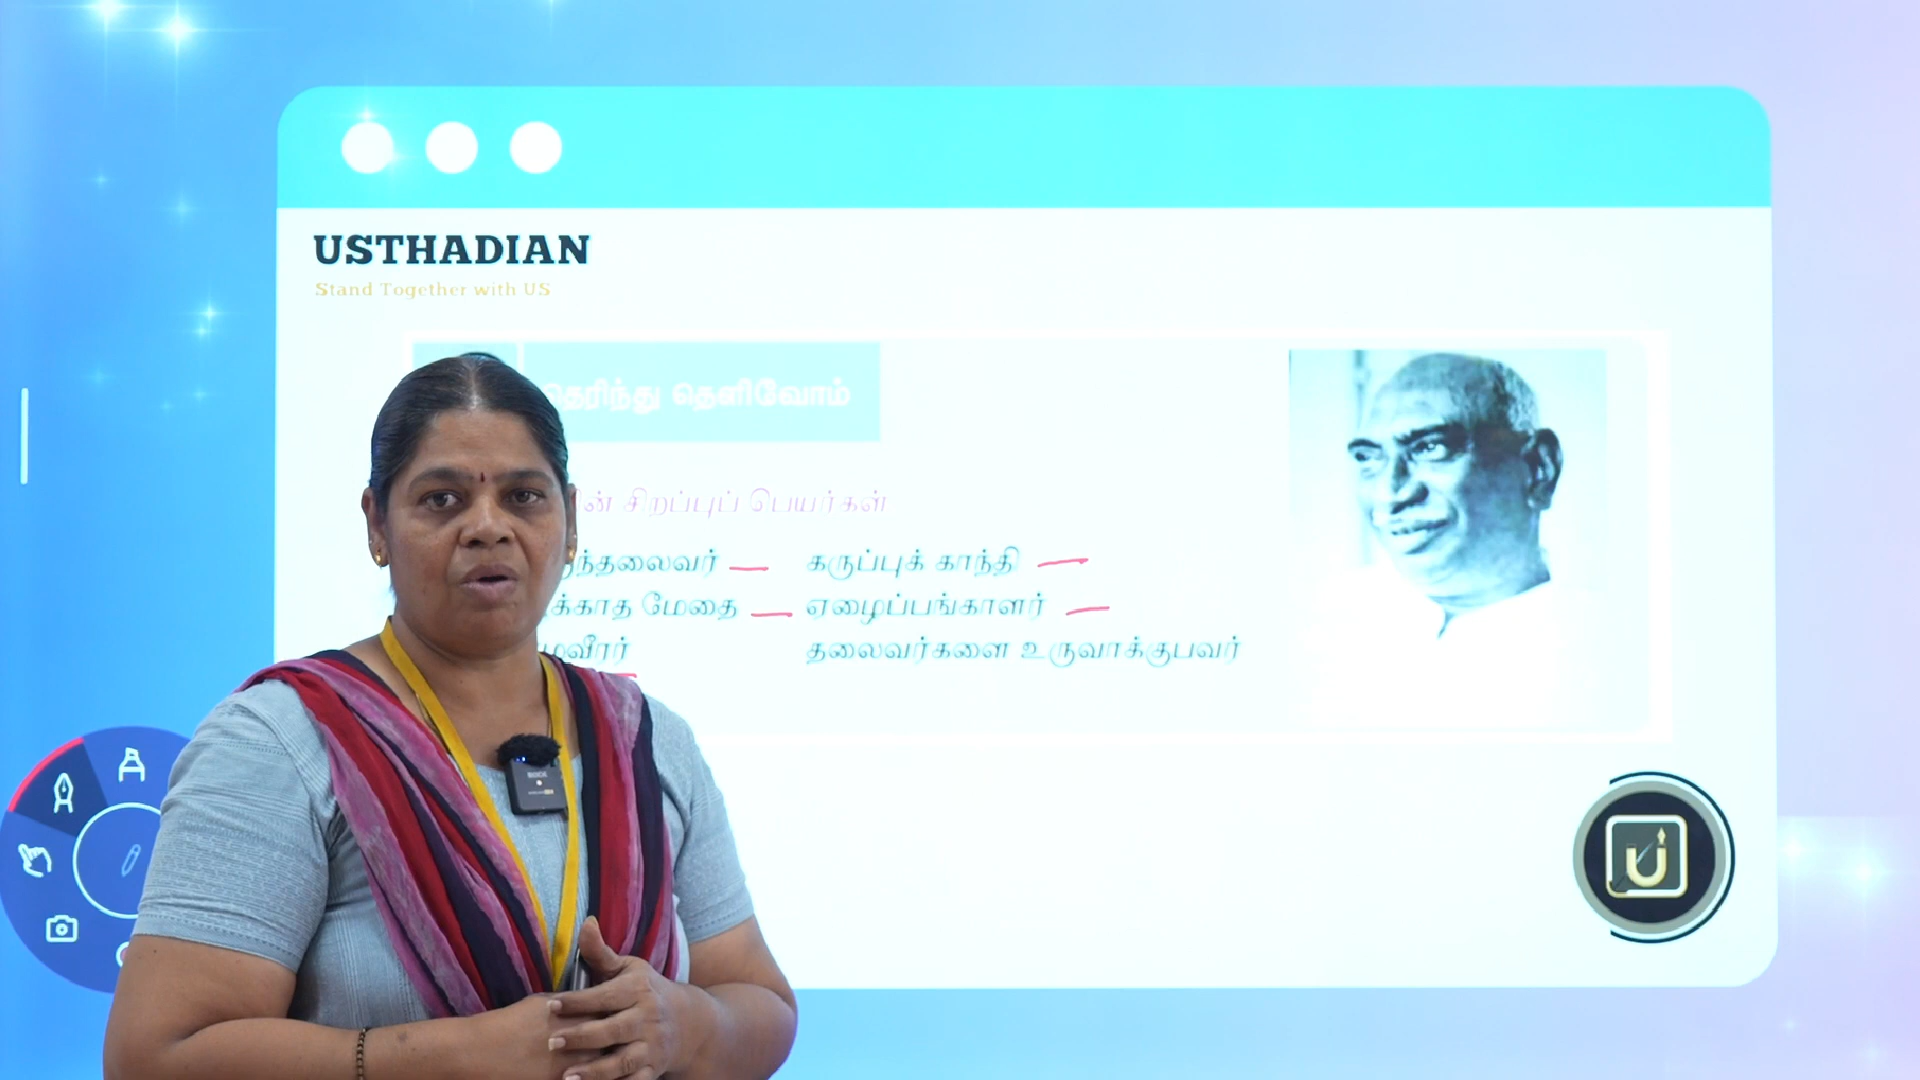 USTHADIAN
Stand Together with US
தெரிந்து தெளிவோம்
சிறப்புப் பெயர்கள்
கருப்புக் காந்தி
மேதை ஏழைப்பங்காளர்
தலைவர்களை உருவாக்குபவர்
U